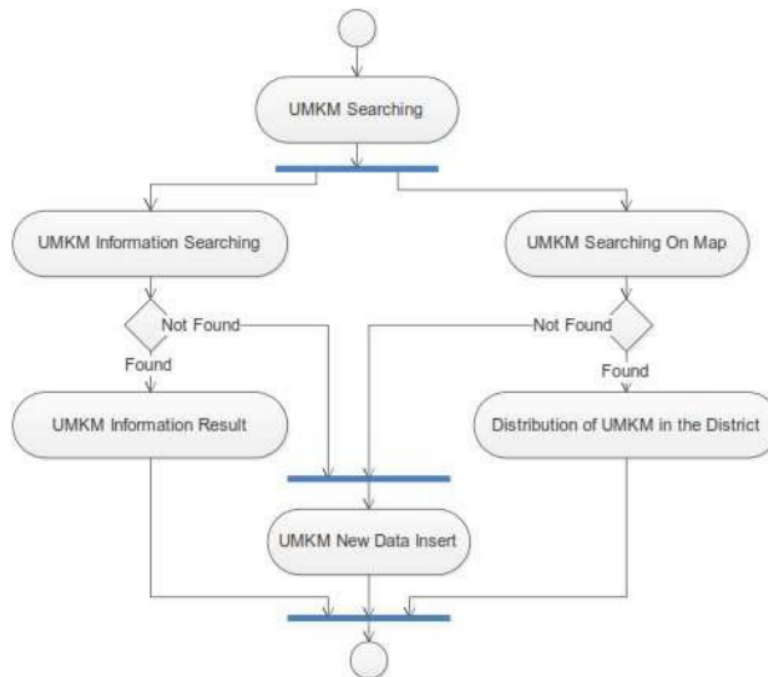 UMKM Searching
UMKM Information Searching
UMKM Searching On Map
Not Found
Not Found
Found
Found
UMKM Information Result
Distribution of UMKM in the District
UMKM New Data Insert